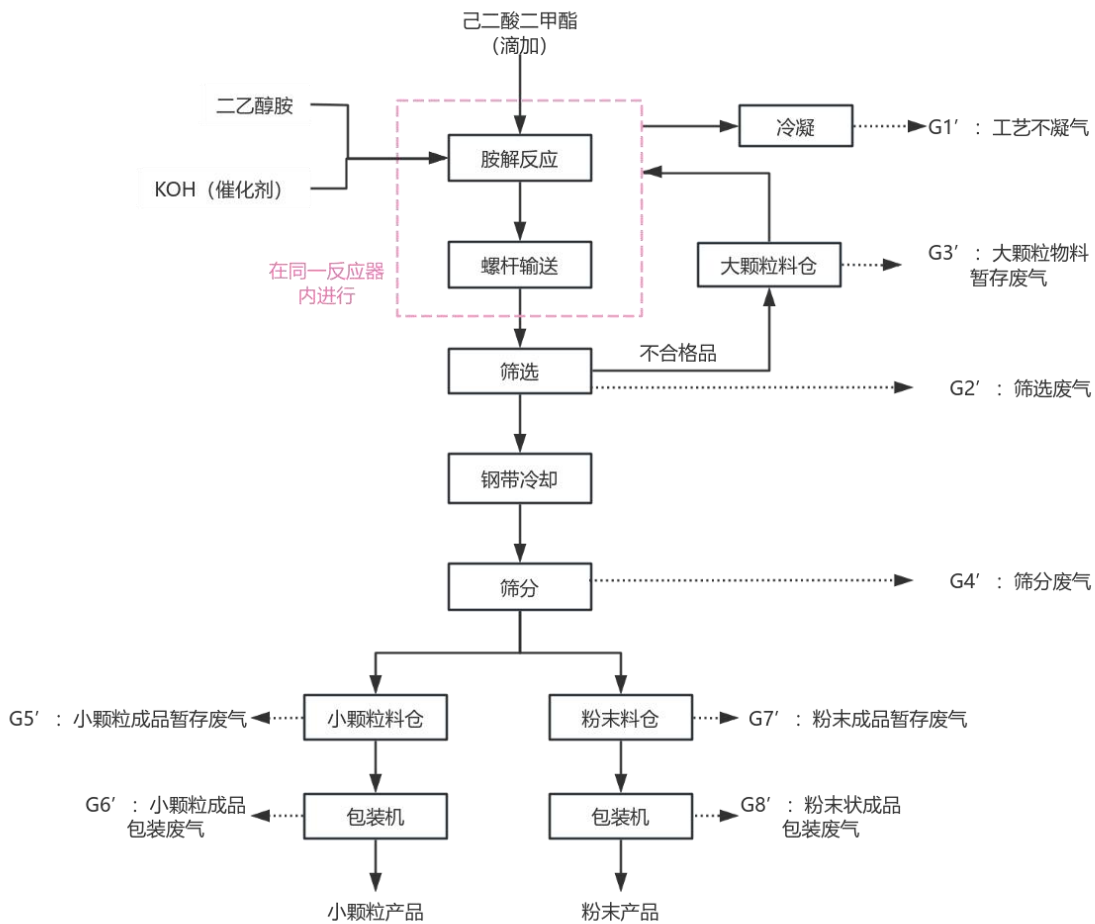 己二酸二甲酯
（滴加）
二乙醇胺
冷凝
G1′ ：工艺不凝气
胺解反应
KOH（催化剂）
在同一反应器
内进行
螺杆输送
大颗粒料仓
G3′ ：大颗粒物料
暂存废气
不合格品
筛选
G2′ ：筛选废气
钢带冷却
筛分
G4′ ：筛分废气
G5′ ：小颗粒成品暂存废气
小颗粒料仓
粉末料仓
G7′ ：粉末成品暂存废气
G6′ ：小颗粒成品
包装废气
包装机
包装机
G8′ ：粉末状成品
包装废气
小颗粒产品
粉末产品